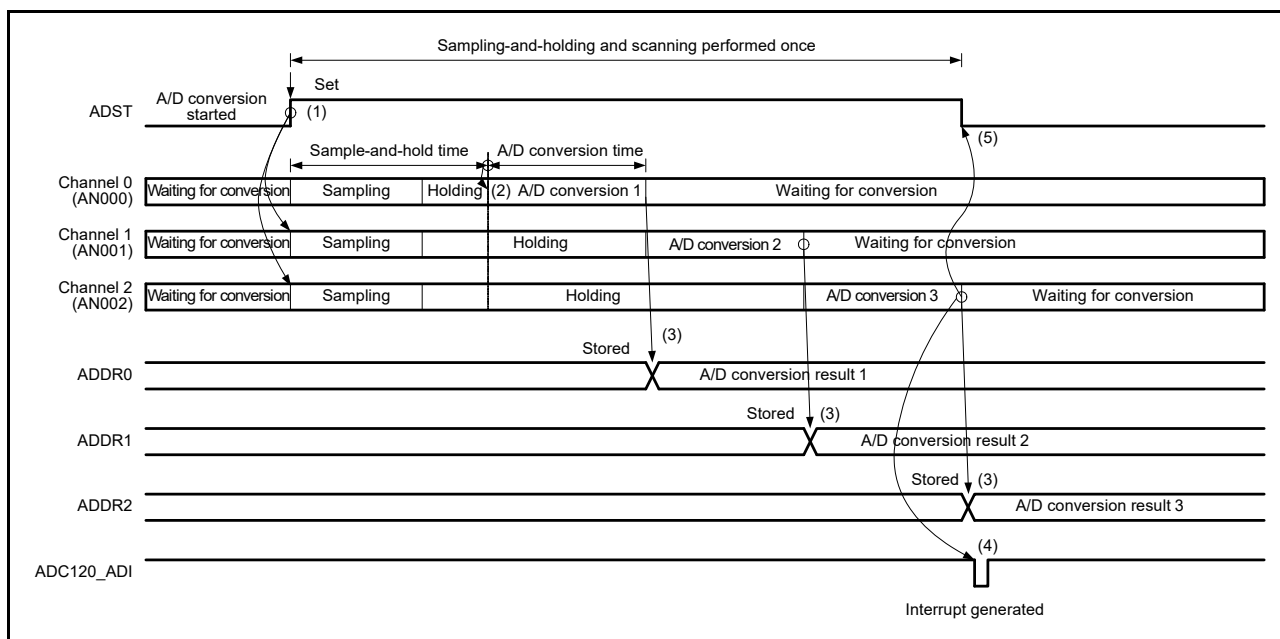 Sampling-and-holding and scanning performed once
Set
A/D conversion
started
ADST
(1)
(5)
Sample-and-hold time
A/D conversion time
Channel 0
(AN000)
Waiting for conversion
Sampling
Holding
(2)
A/D conversion 1
Waiting for conversion
Channel 1
(AN001)
Waiting for conversion
Sampling
Holding
A/D conversion 2
Waiting for conversion
Channel 2
(AN002)
Waiting for conversion
Sampling
Holding
A/D conversion 3
Waiting for conversion
Stored
(3)
ADDR0
A/D conversion result 1
Stored
(3)
ADDR1
A/D conversion result 2
Stored
(3)
ADDR2
A/D conversion result 3
(4)
ADC120_ADI
Interrupt generated